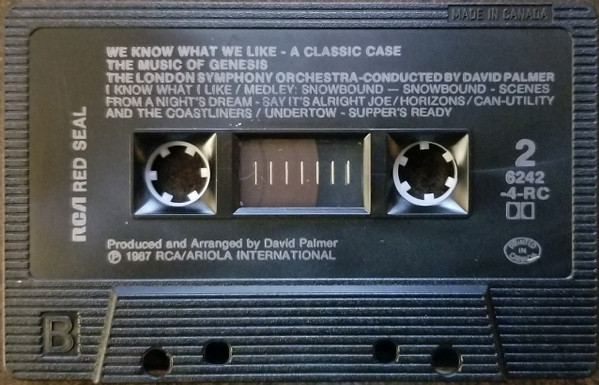 MADE IN CANADA
WE KNOW WHAT WE LIKE - A CLASSIC CASE
THE MUSIC OF GENESIS
THE LONDON SYMPHONY ORCHESTRA-CONDUCTED BY DAVID PALMER
I KNOW WHAT I LIKE / MEDLEY: SNOWBOUND — SNOWBOUND - SCENES
FROM A NIGHT'S DREAM - SAY IT'S ALRIGHT JOE / HORIZONS / CAN-UTILITY
AND THE COASTLINERS / UNDERTOW - SUPPER'S READY
RCA RED SEAL
2
6242
-4-RC
Produced and Arranged by David Palmer
℗ 1987 RCA/ARIOLA INTERNATIONAL
PRINTED
IN
CANADA
B